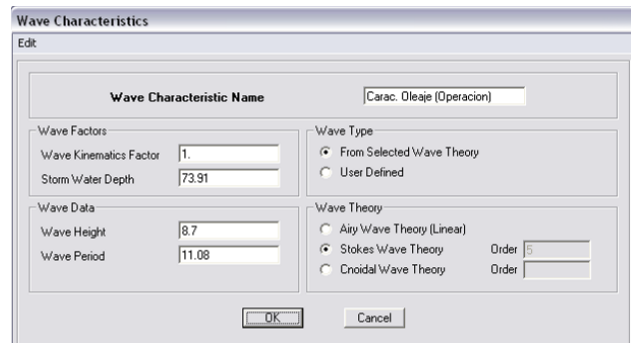 Wave Characteristics
Edit
Wave Characteristic Name
Carac. Oleaje (Operacion)
Wave Factors
Wave Kinematics Factor 1.
Storm Water Depth 73.91
Wave Type
From Selected Wave Theory
User Defined
Wave Data
Wave Height 8.7
Wave Period 11.08
Wave Theory
Airy Wave Theory (Linear)
Stokes Wave Theory Order 5
Cnoidal Wave Theory Order
OK Cancel